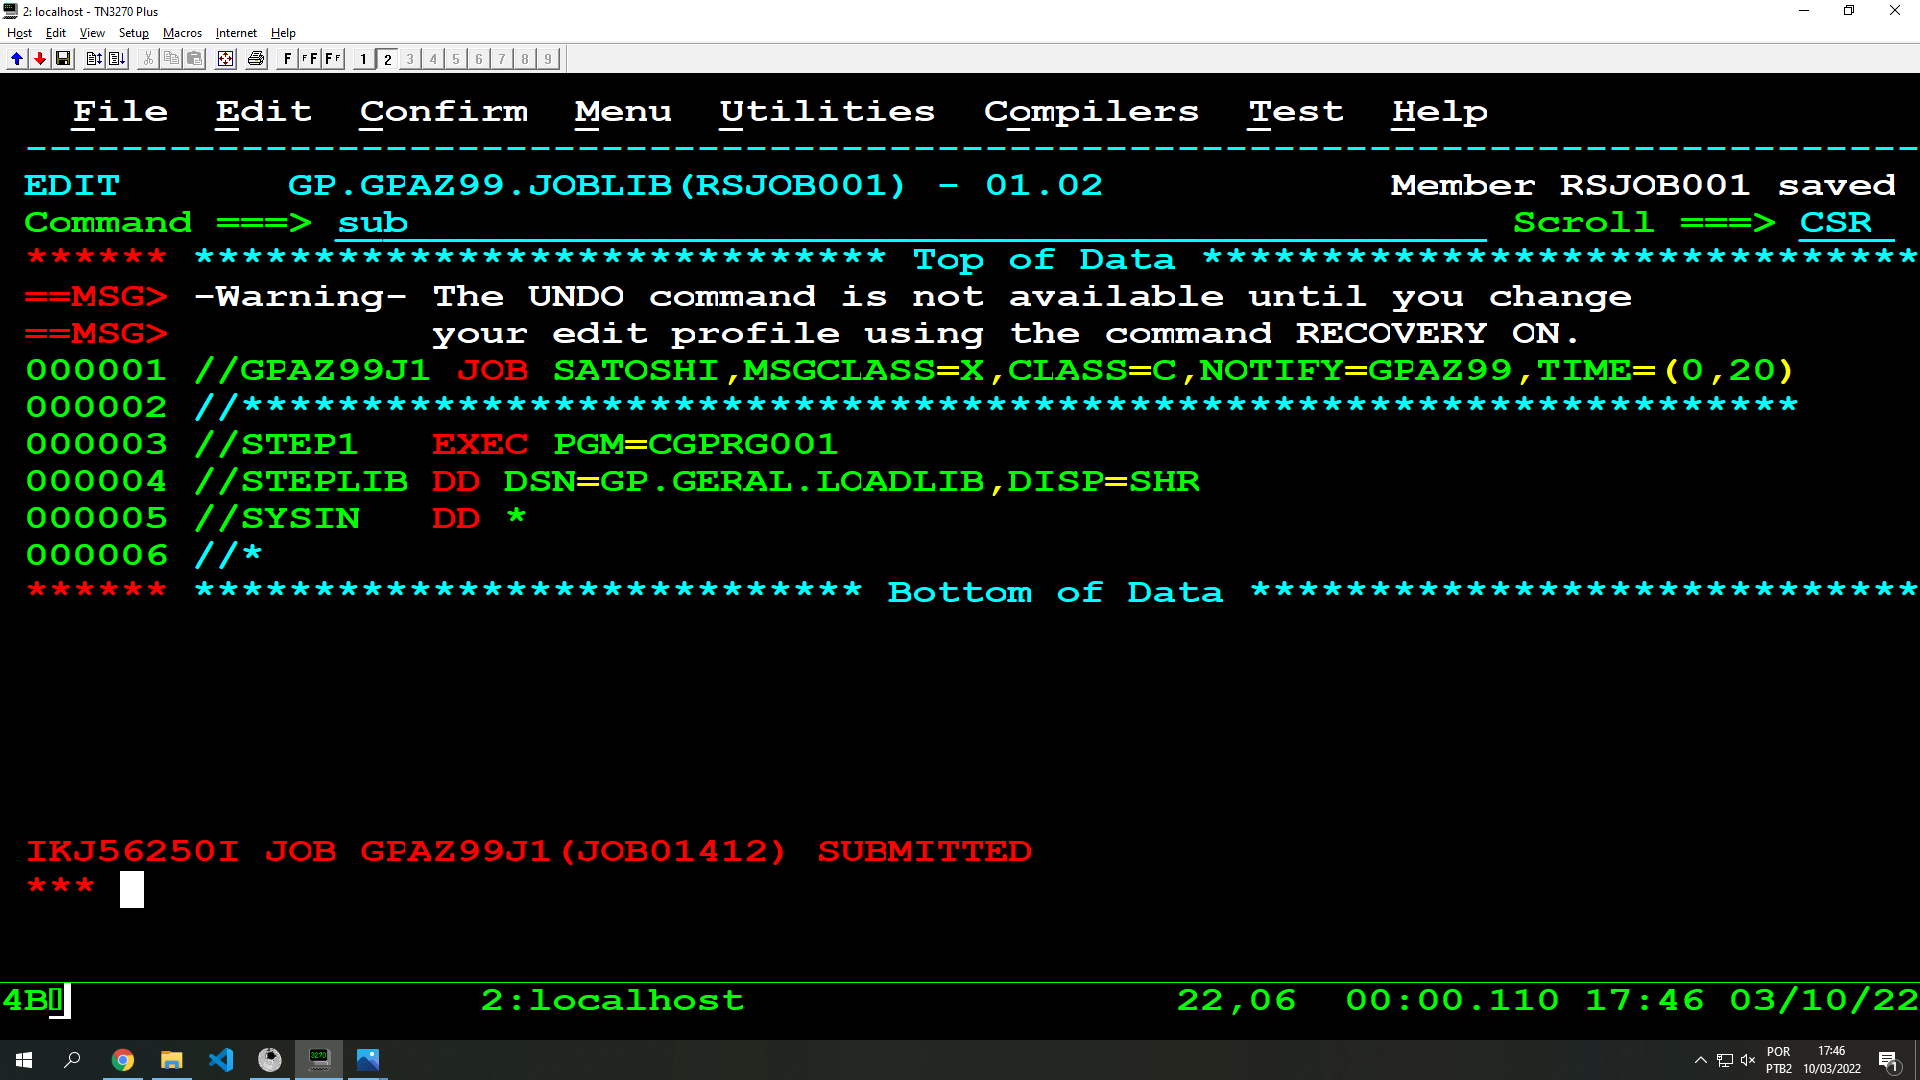 2: localhost - TN3270 Plus
Host Edit View Setup Macros Internet Help
F FF FF 1 2 3 4 5 6 7 8 9
File Edit Confirm Menu Utilities Compilers Test Help
-------------------------------------------------------------------------------
EDIT GP.GPAZ99.JOBLIB(RSJOB001) - 01.02 Member RSJOB001 saved
Command ===> sub Scroll ===> CSR
****** ***************************** Top of Data ******************************
==MSG> -Warning- The UNDO command is not available until you change
==MSG> your edit profile using the command RECOVERY ON.
000001 //GPAZ99J1 JOB SATOSHI,MSGCLASS=X,CLASS=C,NOTIFY=GPAZ99,TIME=(0,20)
000002 //*****************************************************************
000003 //STEP1 EXEC PGM=CGPRG001
000004 //STEPLIB DD DSN=GP.GERAL.LOADLIB,DISP=SHR
000005 //SYSIN DD *
000006 //*
****** **************************** Bottom of Data ****************************
IKJ56250I JOB GPAZ99J1(JOB01412) SUBMITTED
***
4B 2:localhost 22,06 00:00.110 17:46 03/10/22
3270
POR
PTB2
17:46
10/03/2022
1